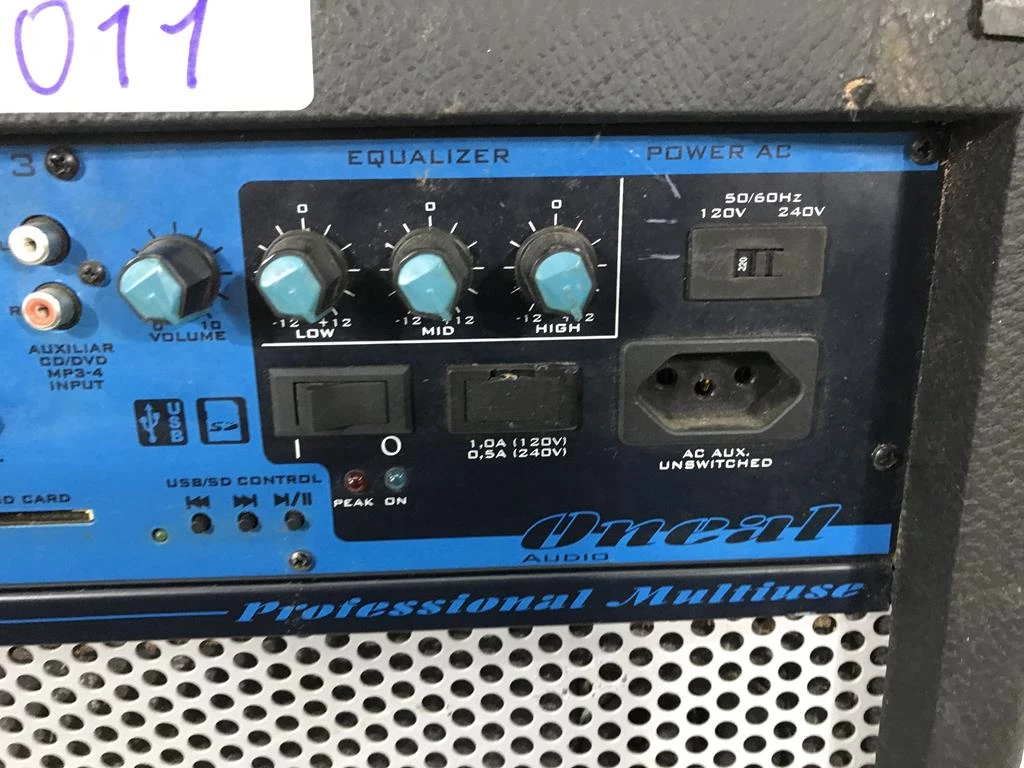 011
3
EQUALIZER
POWER AC
50/60Hz
120V 240V
220
L
R
0
0
0
0 10
VOLUME
-12 +12
LOW
-12 +12
MID
-12
HIGH
AUXILIAR
CD/DVD
MP3-4
INPUT
USB
SD
I O
1,0A (120V)
0,5A (240V)
AC AUX.
UNSWITCHED
USB/SD CONTROL
PEAK ON
CARD
Oneal
AUDIO
Professional Multiuse